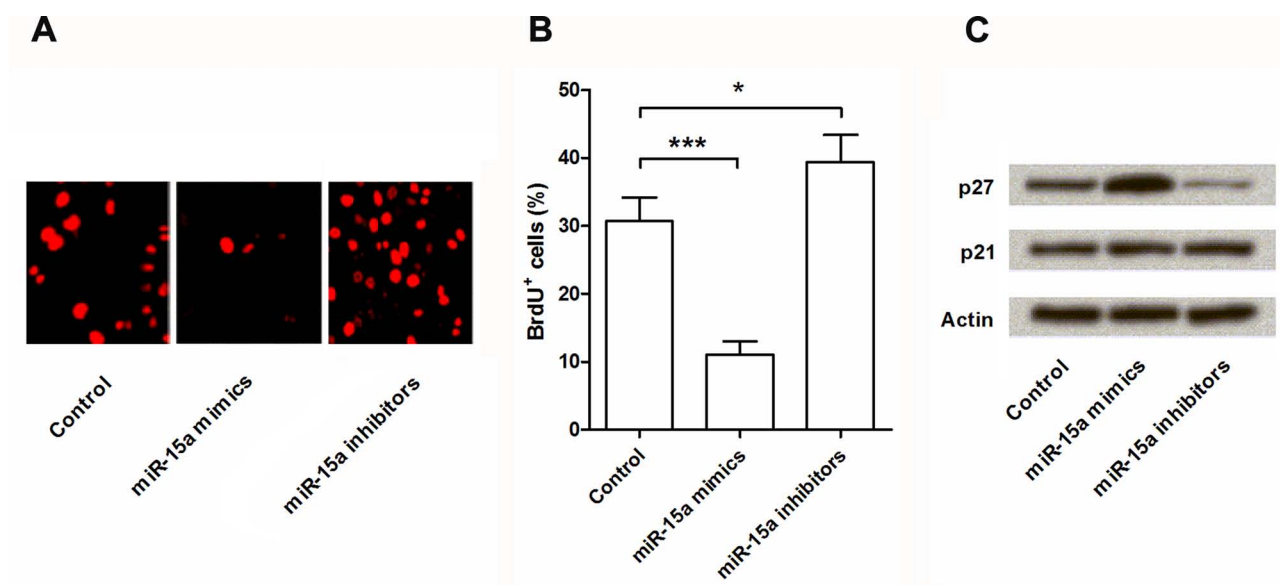 A
Control
miR-15a mimics
miR-15a inhibitors
B
BrdU+ cells (%)
50
40
30
20
10
0
*
***
Control
miR-15a mimics
miR-15a inhibitors
C
p27
p21
Actin
Control
miR-15a mimics
miR-15a inhibitors